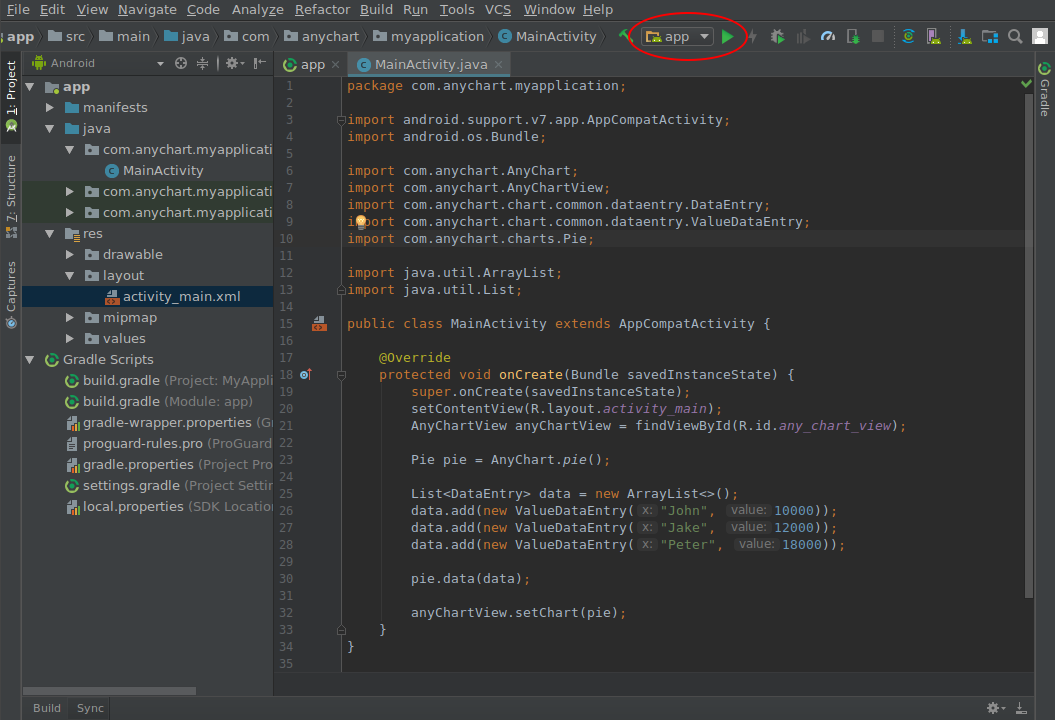 File Edit View Navigate Code Analyze Refactor Build Run Tools VCS Window Help
app src main java com anychart myapplication MainActivity app
1: Project
7: Structure
Captures
Android
app
manifests
java
com.anychart.myapplicati
MainActivity
com.anychart.myapplicati
com.anychart.myapplicati
res
drawable
layout
activity_main.xml
mipmap
values
Gradle Scripts
build.gradle (Project: MyAppli
build.gradle (Module: app)
gradle-wrapper.properties (G
proguard-rules.pro (ProGuard
gradle.properties (Project Pro
settings.gradle (Project Settin
local.properties (SDK Location
app MainActivity.java
1 package com.anychart.myapplication;
2
3 import android.support.v7.app.AppCompatActivity;
4 import android.os.Bundle;
5
6 import com.anychart.AnyChart;
7 import com.anychart.AnyChartView;
8 import com.anychart.chart.common.dataentry.DataEntry;
9 import com.anychart.chart.common.dataentry.ValueDataEntry;
10 import com.anychart.charts.Pie;
11
12 import java.util.ArrayList;
13 import java.util.List;
14
15 public class MainActivity extends AppCompatActivity {
16
17 @Override
18 protected void onCreate(Bundle savedInstanceState) {
19 super.onCreate(savedInstanceState);
20 setContentView(R.layout.activity_main);
21 AnyChartView anyChartView = findViewById(R.id.any_chart_view);
22
23 Pie pie = AnyChart.pie();
24
25 List<DataEntry> data = new ArrayList<>();
26 data.add(new ValueDataEntry( x: "John", value: 10000));
27 data.add(new ValueDataEntry( x: "Jake", value: 12000));
28 data.add(new ValueDataEntry( x: "Peter", value: 18000));
29
30 pie.data(data);
31
32 anyChartView.setChart(pie);
33 }
34 }
35
Gradle
Build Sync